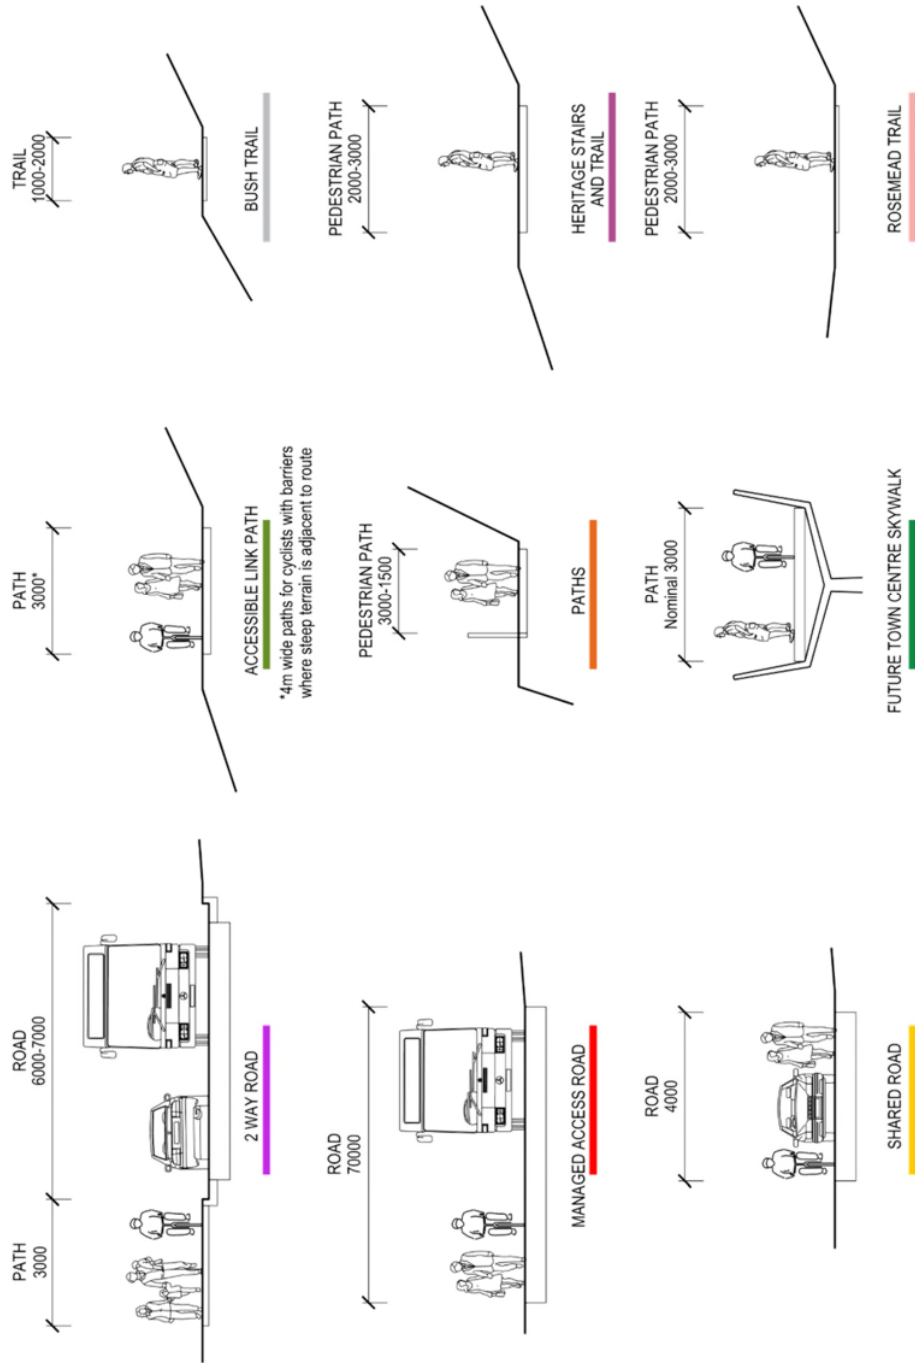 PATH
3000
ROAD
6000-7000
2 WAY ROAD
PATH
3000*
ACCESSIBLE LINK PATH
*4m wide paths for cyclists with barriers
where steep terrain is adjacent to route
TRAIL
1000-2000
BUSH TRAIL
ROAD
70000
MANAGED ACCESS ROAD
PEDESTRIAN PATH
3000-1500
PATHS
PEDESTRIAN PATH
2000-3000
HERITAGE STAIRS
AND TRAIL
ROAD
4000
SHARED ROAD
PATH
Nominal 3000
FUTURE TOWN CENTRE SKYWALK
PEDESTRIAN PATH
2000-3000
ROSEMEAD TRAIL